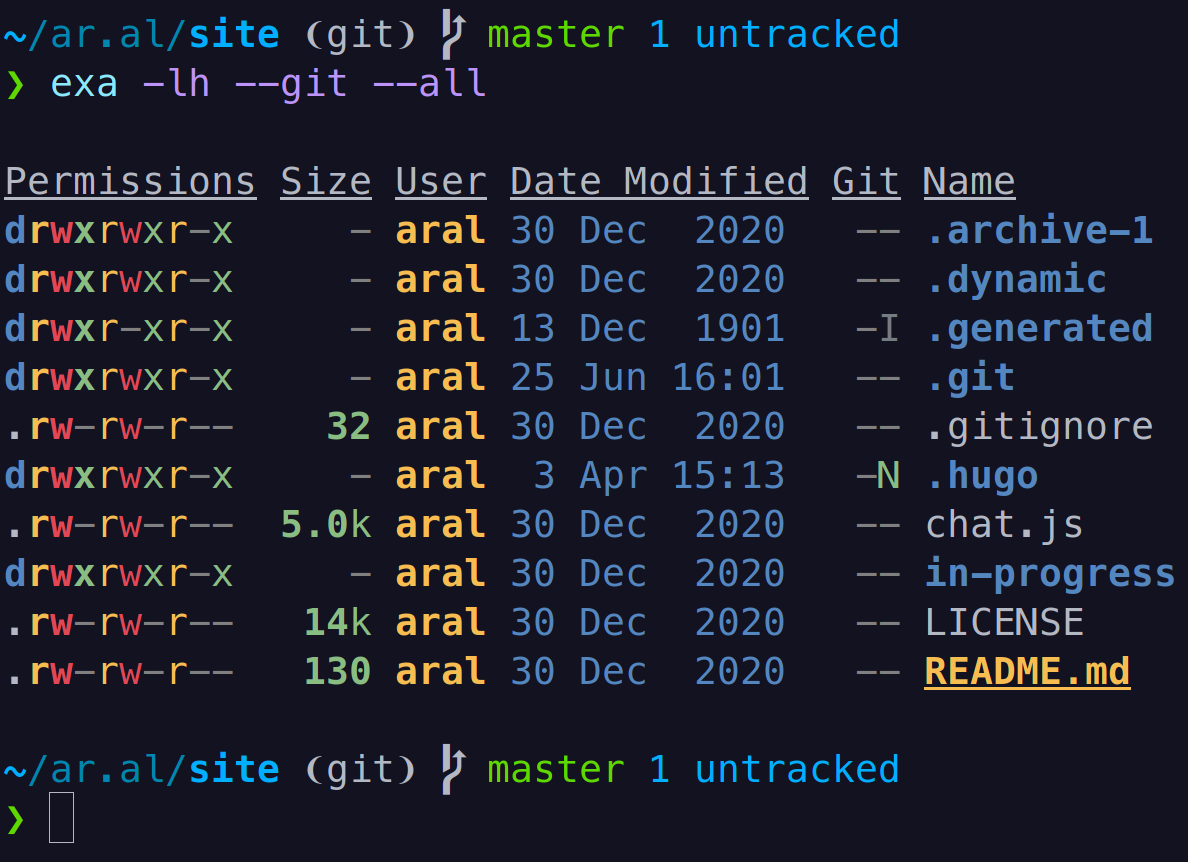 ~/ar.al/site (git) master 1 untracked
❯ exa -lh --git --all
Permissions Size User Date Modified Git Name
drwxrwxr-x - aral 30 Dec 2020 -- .archive-1
drwxrwxr-x - aral 30 Dec 2020 -- .dynamic
drwxr-xr-x - aral 13 Dec 1901 -I .generated
drwxrwxr-x - aral 25 Jun 16:01 -- .git
.rw-rw-r-- 32 aral 30 Dec 2020 -- .gitignore
drwxrwxr-x - aral 3 Apr 15:13 -N .hugo
.rw-rw-r-- 5.0k aral 30 Dec 2020 -- chat.js
drwxrwxr-x - aral 30 Dec 2020 -- in-progress
.rw-rw-r-- 14k aral 30 Dec 2020 -- LICENSE
.rw-rw-r-- 130 aral 30 Dec 2020 -- README.md
~/ar.al/site (git) master 1 untracked
❯